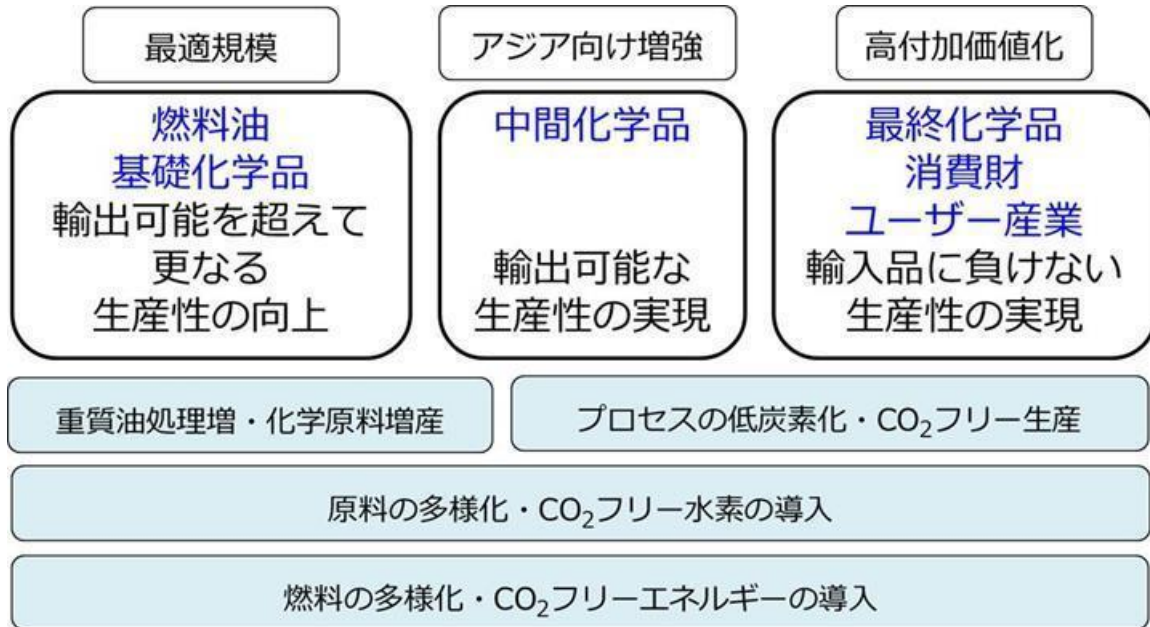 最適規模
アジア向け増強
高付加価値化
燃料油
基礎化学品
輸出可能を超えて
更なる
生産性の向上
中間化学品
輸出可能な
生産性の実現
最終化学品
消費財
ユーザー産業
輸入品に負けない
生産性の実現
重質油処理増・化学原料増産
プロセスの低炭素化・CO₂フリー生産
原料の多様化・CO₂フリー水素の導入
燃料の多様化・CO₂フリーエネルギーの導入